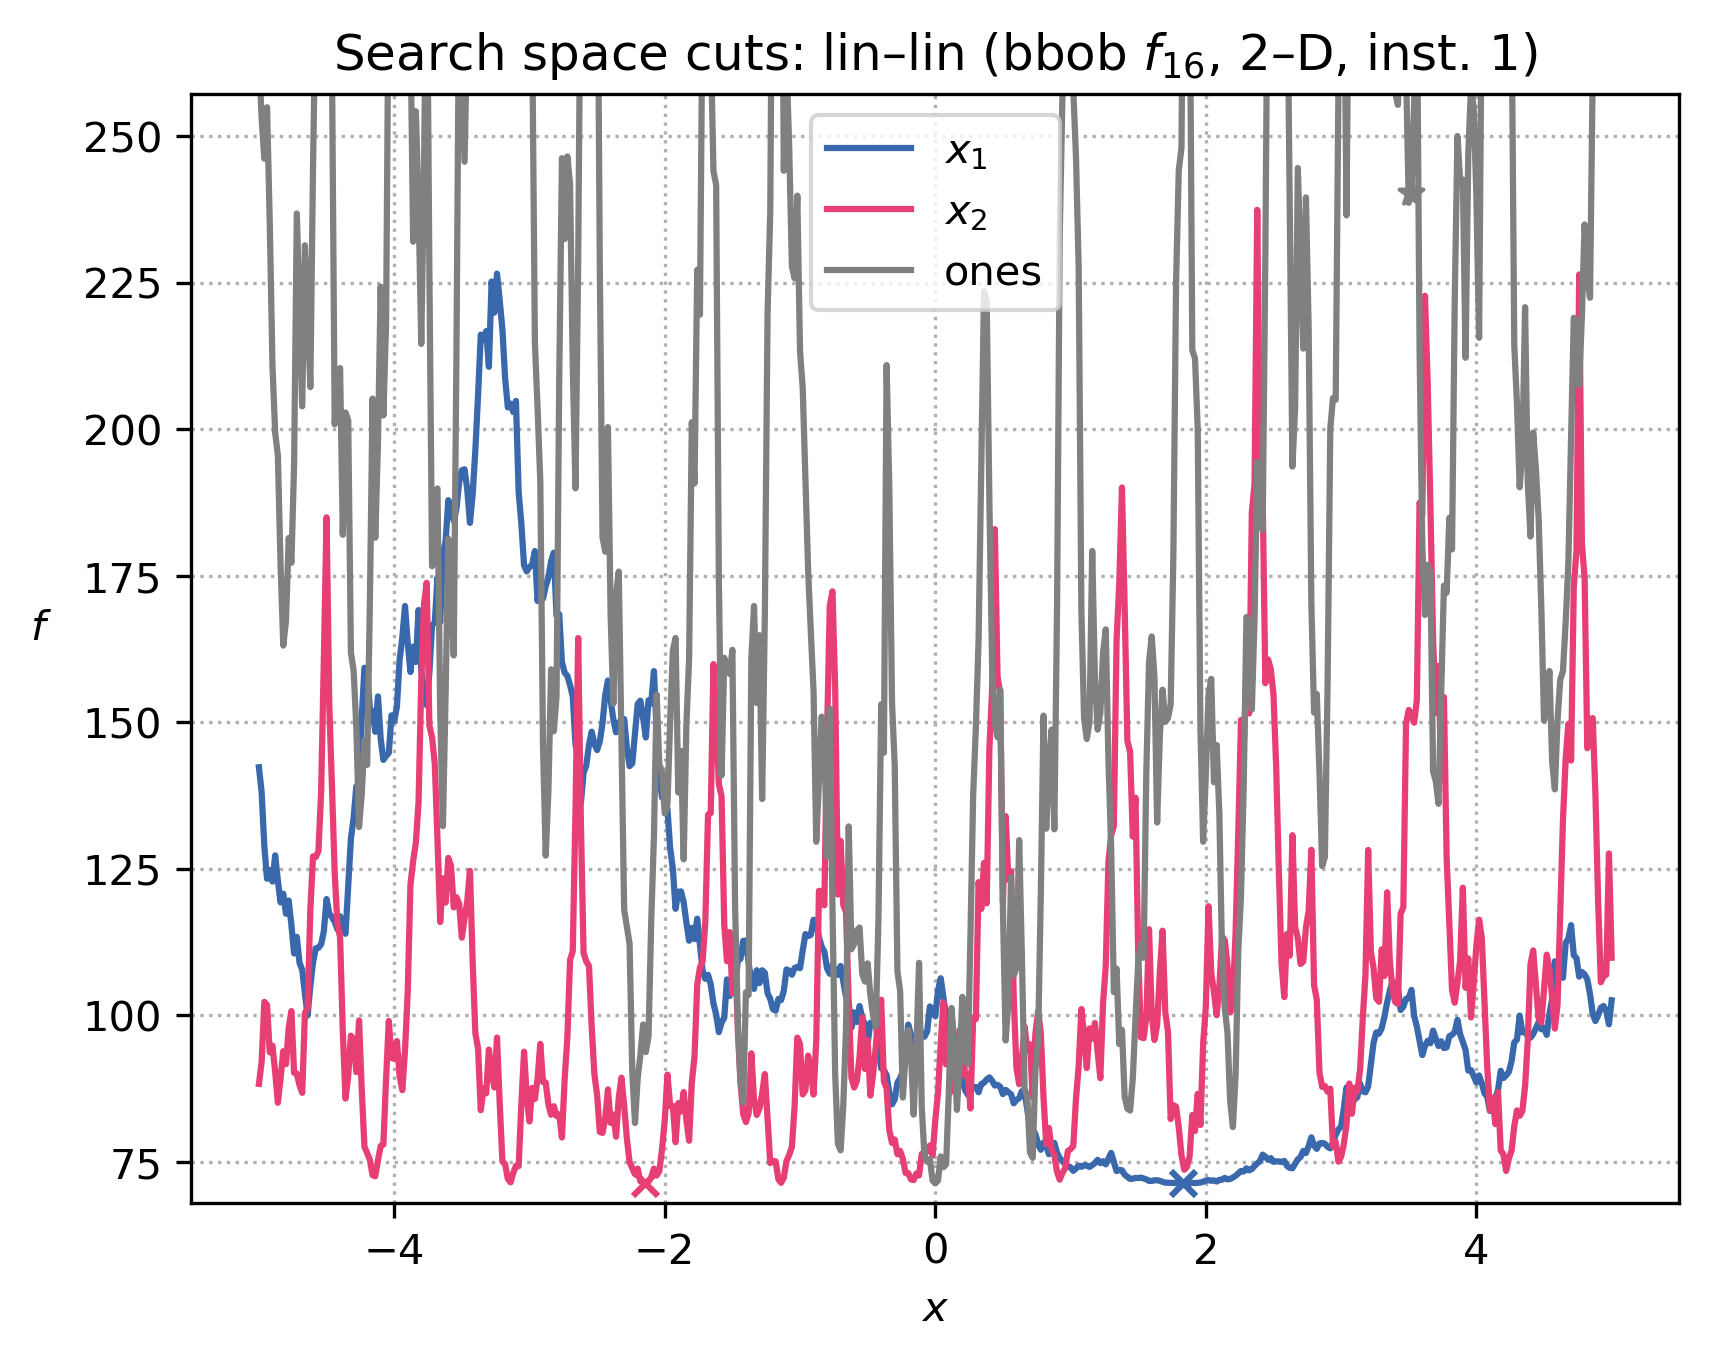 Search space cuts: lin–lin (bbob f₁₆, 2–D, inst. 1)
250
225
200
175
150
125
100
75
f
x₁
x₂
ones
−4
−2
0
2
4
x